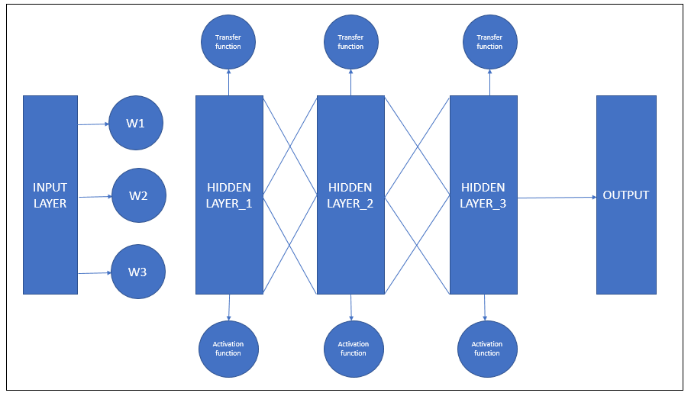 Transfer
function
Transfer
function
Transfer
function
INPUT
LAYER
W1
W2
W3
HIDDEN
LAYER_1
HIDDEN
LAYER_2
HIDDEN
LAYER_3
OUTPUT
Activation
function
Activation
function
Activation
function